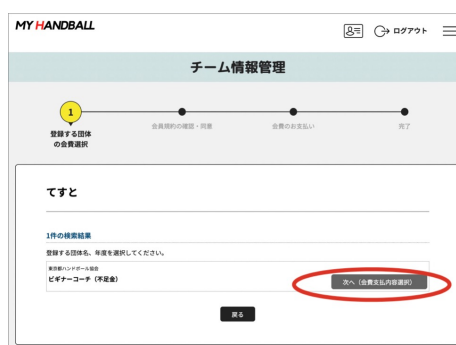 MY HANDBALL
ログアウト
チーム情報管理
1
登録する団体
の会費選択
会員規約の確認・同意
会費のお支払い
完了
てすと
1件の検索結果
登録する団体名、年度を選択してください。
東京都ハンドボール協会
ビギナーコーチ（不足金）
次へ（会費支払内容選択）
戻る